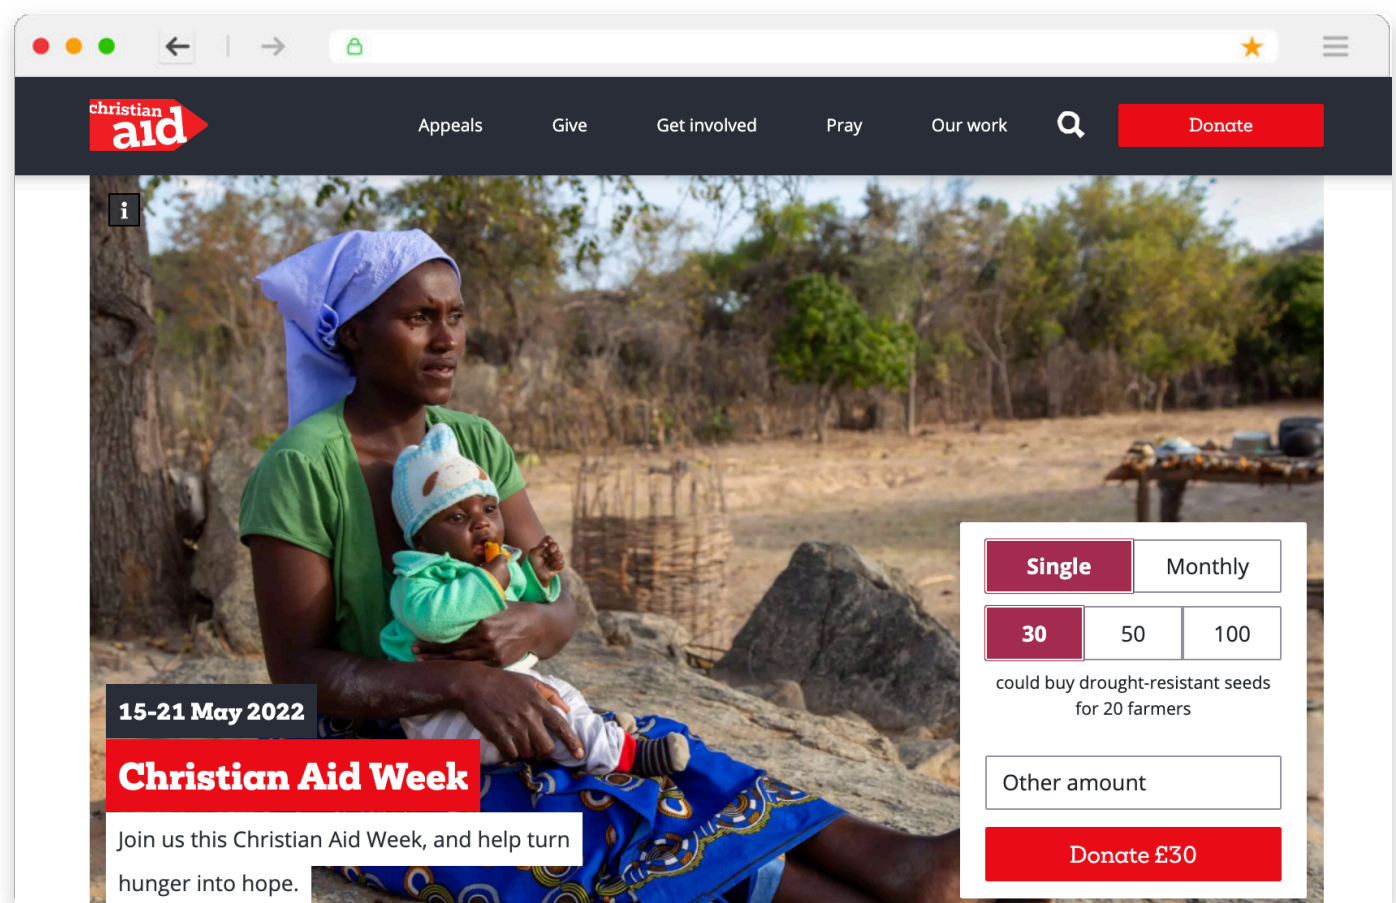 christian
aid
Appeals
Give
Get involved
Pray
Our work
Donate
i
15-21 May 2022
Christian Aid Week
Join us this Christian Aid Week, and help turn
hunger into hope.
Single
Monthly
30
50
100
could buy drought-resistant seeds
for 20 farmers
Other amount
Donate £30